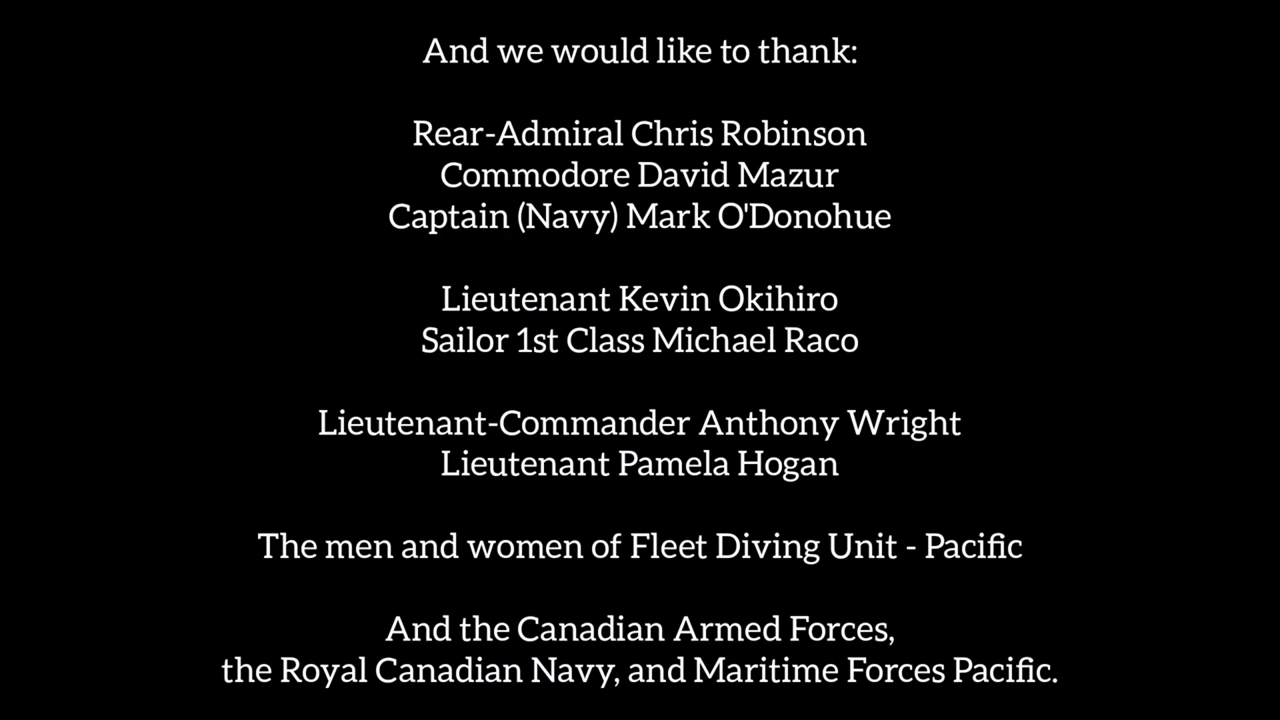 And we would like to thank:
Rear-Admiral Chris Robinson
Commodore David Mazur
Captain (Navy) Mark O'Donohue
Lieutenant Kevin Okihiro
Sailor 1st Class Michael Raco
Lieutenant-Commander Anthony Wright
Lieutenant Pamela Hogan
The men and women of Fleet Diving Unit - Pacific
And the Canadian Armed Forces,
the Royal Canadian Navy, and Maritime Forces Pacific.